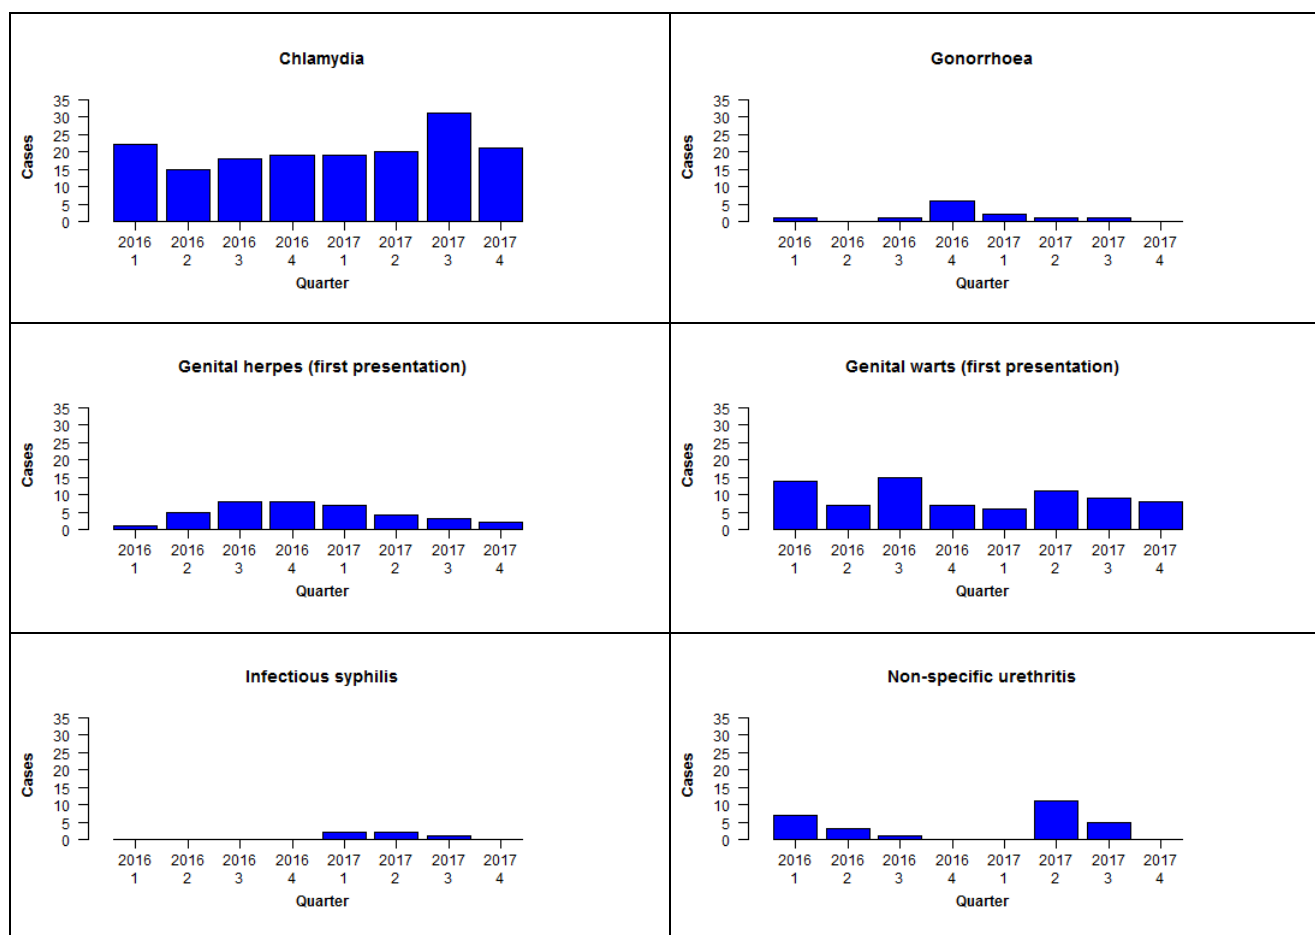 Chlamydia
35
30
25
20
15
10
5
0
Cases
2016 2016 2016 2016 2017 2017 2017 2017
1 2 3 4 1 2 3 4
Quarter
Gonorrhoea
35
30
25
20
15
10
5
0
Cases
2016 2016 2016 2016 2017 2017 2017 2017
1 2 3 4 1 2 3 4
Quarter
Genital herpes (first presentation)
35
30
25
20
15
10
5
0
Cases
2016 2016 2016 2016 2017 2017 2017 2017
1 2 3 4 1 2 3 4
Quarter
Genital warts (first presentation)
35
30
25
20
15
10
5
0
Cases
2016 2016 2016 2016 2017 2017 2017 2017
1 2 3 4 1 2 3 4
Quarter
Infectious syphilis
35
30
25
20
15
10
5
0
Cases
2016 2016 2016 2016 2017 2017 2017 2017
1 2 3 4 1 2 3 4
Quarter
Non-specific urethritis
35
30
25
20
15
10
5
0
Cases
2016 2016 2016 2016 2017 2017 2017 2017
1 2 3 4 1 2 3 4
Quarter